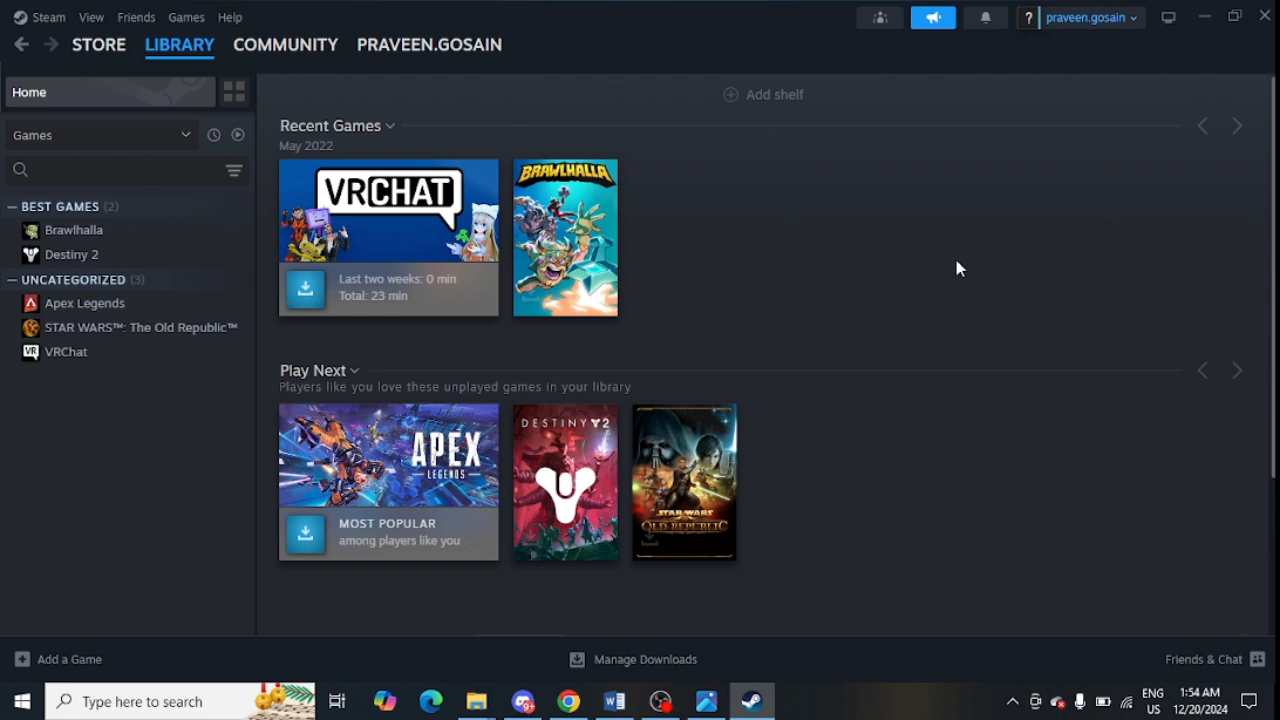 Steam View Friends Games Help
? praveen.gosain
STORE LIBRARY COMMUNITY PRAVEEN.GOSAIN
Home
Add shelf
Games
Recent Games
May 2022
VRCHAT
Last two weeks: 0 min
Total: 23 min
BRAWLHALLA
BEST GAMES (2)
Brawlhalla
Destiny 2
UNCATEGORIZED (3)
Apex Legends
STAR WARS™: The Old Republic™
VR VRChat
Play Next
Players like you love these unplayed games in your library
APEX
LEGENDS
MOST POPULAR
among players like you
DESTINY 2
STAR WARS
OLD REPUBLIC
Add a Game
Manage Downloads
Friends & Chat
Type here to search
9+
ENG
US
1:54 AM
12/20/2024